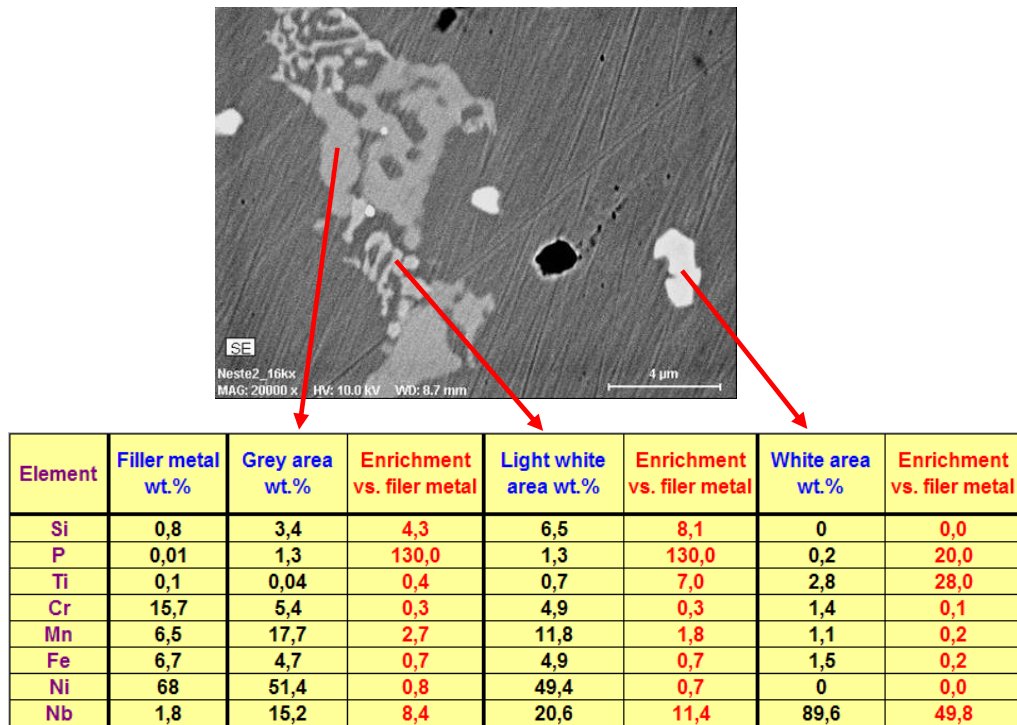 SE
Neste2_16kx
MAG: 20000 x HV: 10.0 kV WD: 8.7 mm
4 µm
Element Filler metal wt.% Grey area wt.% Enrichment vs. filer metal Light white area wt.% Enrichment vs. filer metal White area wt.% Enrichment vs. filer metal
Si 0,8 3,4 4,3 6,5 8,1 0 0,0
P 0,01 1,3 130,0 1,3 130,0 0,2 20,0
Ti 0,1 0,04 0,4 0,7 7,0 2,8 28,0
Cr 15,7 5,4 0,3 4,9 0,3 1,4 0,1
Mn 6,5 17,7 2,7 11,8 1,8 1,1 0,2
Fe 6,7 4,7 0,7 4,9 0,7 1,5 0,2
Ni 68 51,4 0,8 49,4 0,7 0 0,0
Nb 1,8 15,2 8,4 20,6 11,4 89,6 49,8